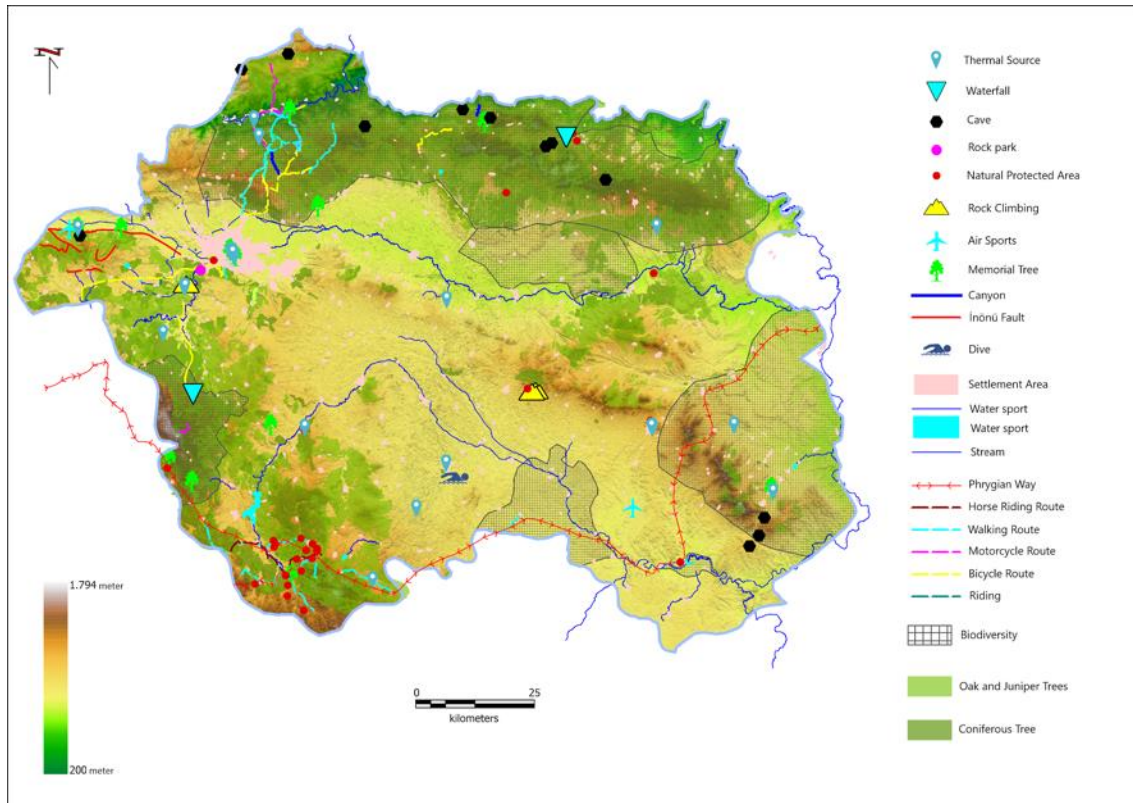 N
Thermal Source
Waterfall
Cave
Rock park
Natural Protected Area
Rock Climbing
Air Sports
Memorial Tree
Canyon
İnönü Fault
Dive
Settlement Area
Water sport
Water sport
Stream
Phrygian Way
Horse Riding Route
Walking Route
Motorcycle Route
Bicycle Route
Riding
Biodiversity
Oak and Juniper Trees
Coniferous Tree
1.794 meter
200 meter
0 25
kilometers